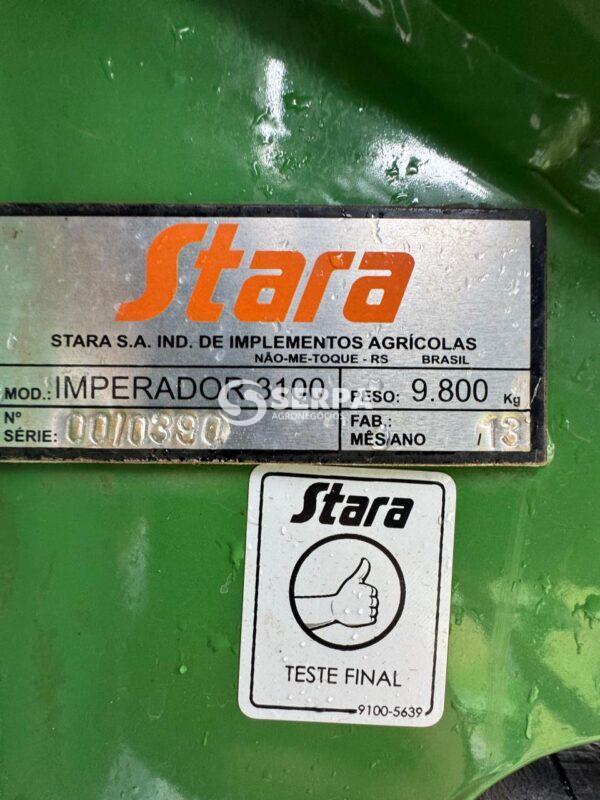 Stara
STARA S.A. IND. DE IMPLEMENTOS AGRÍCOLAS
NÃO-ME-TOQUE - RS BRASIL
MOD.: IMPERADOR 3100 PESO: 9.800 Kg
Nº SÉRIE: 00/0390 FAB.: MÊS/ANO /13
SERPA
AGRONEGÓCIOS
Stara
TESTE FINAL
9100-5639